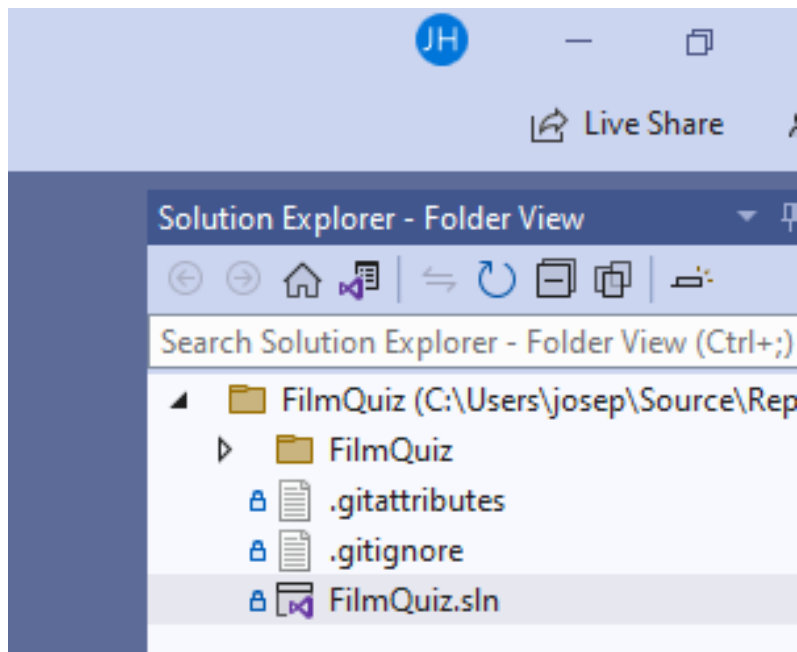 JH
Live Share
Solution Explorer - Folder View
Search Solution Explorer - Folder View (Ctrl+;)
FilmQuiz (C:\Users\josep\Source\Rep
FilmQuiz
.gitattributes
.gitignore
FilmQuiz.sln